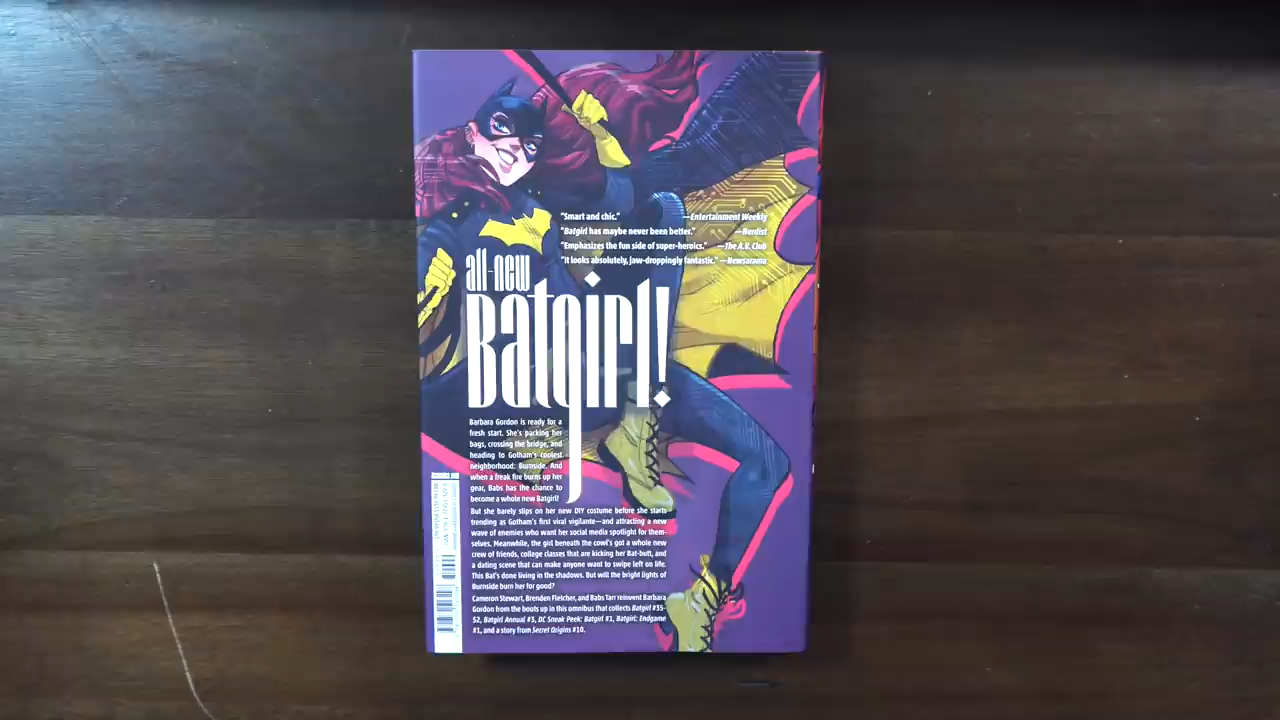 "Smart and chic." —Entertainment Weekly
"Batgirl has maybe never been better." —Nerdist
"Emphasizes the fun side of super-heroics." —The A.V. Club
"It looks absolutely, jaw-droppingly fantastic." —Newsarama
all-new
Batgirl!
Barbara Gordon is ready for a
fresh start. She's packing her
bags, crossing the bridge, and
heading to Gotham's coolest
neighborhood: Burnside. And
when a freak fire burns up her
gear, Babs has the chance to
become a whole new Batgirl!
But she barely slips on her new DIY costume before she starts
trending as Gotham's first viral vigilante—and attracting a new
wave of enemies who want her social media spotlight for them-
selves. Meanwhile, the girl beneath the cowl's got a whole new
crew of friends, college classes that are kicking her Bat-butt, and
a dating scene that can make anyone want to swipe left on life.
This Bat's done living in the shadows. But will the bright lights of
Burnside burn her for good?
Cameron Stewart, Brenden Fletcher, and Babs Tarr reinvent Barbara
Gordon from the boots up in this omnibus that collects Batgirl #35-
52, Batgirl Annual #3, DC Sneak Peek: Batgirl #1, Batgirl: Endgame
#1, and a story from Secret Origins #10.